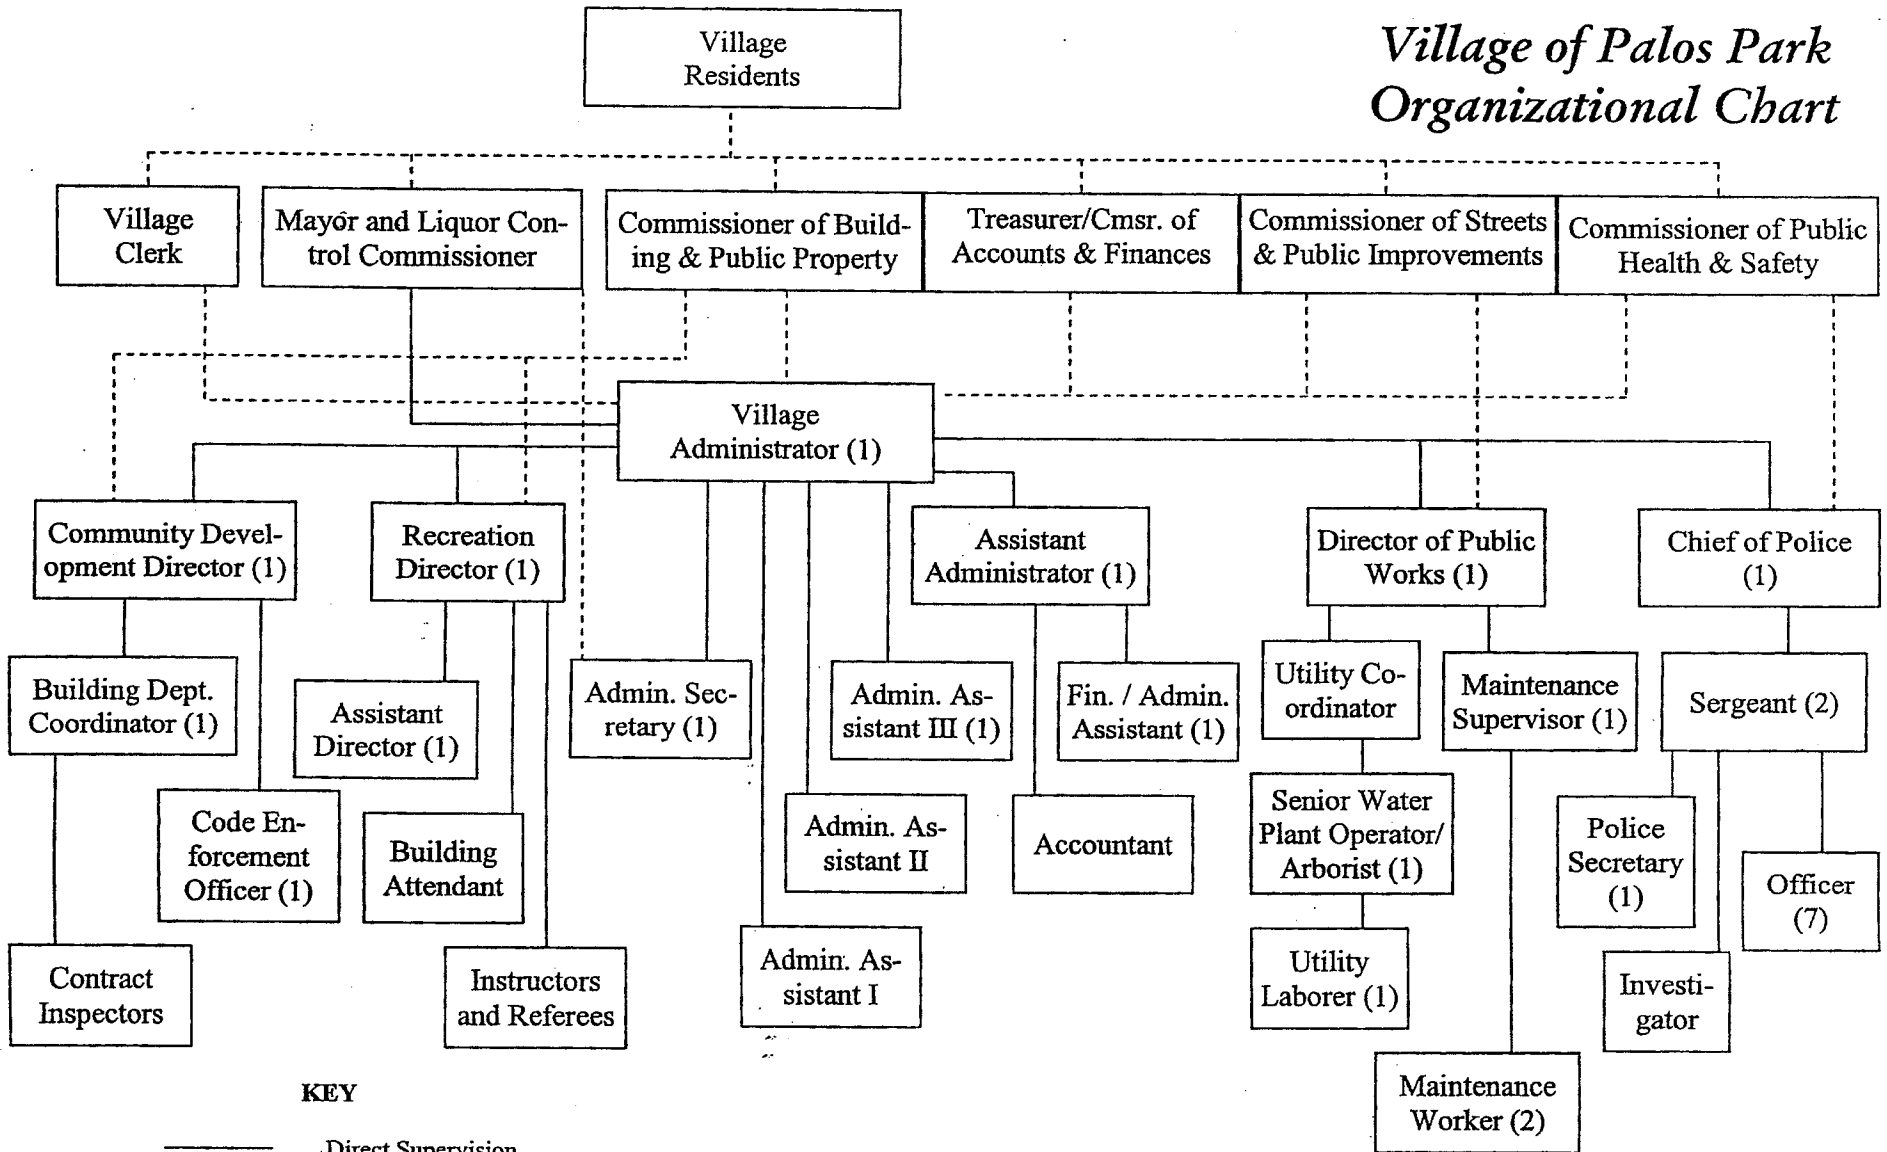 Village of Palos Park
Organizational Chart
Village
Residents
Village
Clerk
Mayor and Liquor Con-
trol Commissioner
Commissioner of Build-
ing & Public Property
Treasurer/Cmsr. of
Accounts & Finances
Commissioner of Streets
& Public Improvements
Commissioner of Public
Health & Safety
Village
Administrator (1)
Community Devel-
opment Director (1)
Recreation
Director (1)
Assistant
Administrator (1)
Director of Public
Works (1)
Chief of Police
(1)
Building Dept.
Coordinator (1)
Assistant
Director (1)
Admin. Sec-
retary (1)
Admin. As-
sistant III (1)
Fin. / Admin.
Assistant (1)
Utility Co-
ordinator
Maintenance
Supervisor (1)
Sergeant (2)
Code En-
forcement
Officer (1)
Building
Attendant
Admin. As-
sistant II
Accountant
Senior Water
Plant Operator/
Arborist (1)
Police
Secretary
(1)
Officer
(7)
Contract
Inspectors
Instructors
and Referees
Admin. As-
sistant I
Utility
Laborer (1)
Investi-
gator
Maintenance
Worker (2)
KEY
Direct Supervision